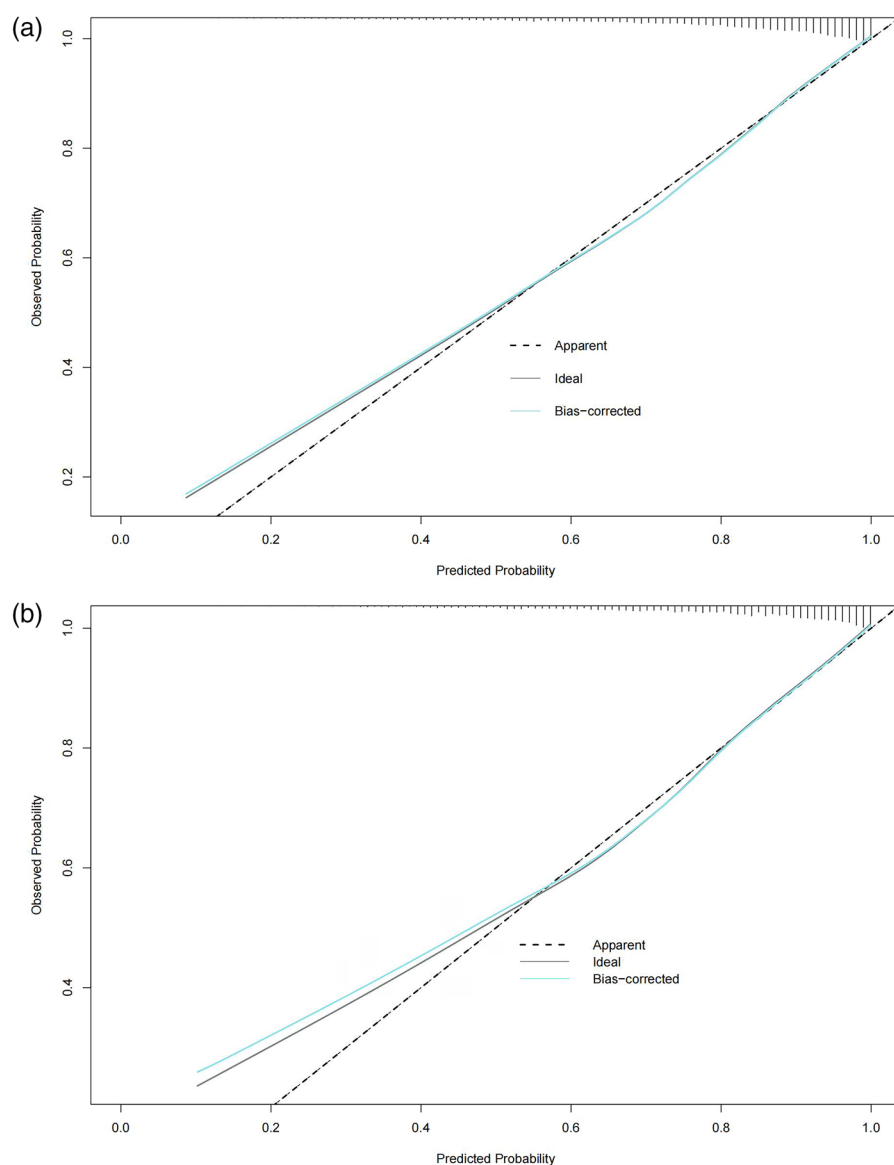 (a)
1.0
0.8
0.6
0.4
0.2
Observed Probability
Apparent
Ideal
Bias−corrected
0.0 0.2 0.4 0.6 0.8 1.0
Predicted Probability
(b)
1.0
0.8
0.6
0.4
Observed Probability
Apparent
Ideal
Bias−corrected
0.0 0.2 0.4 0.6 0.8 1.0
Predicted Probability